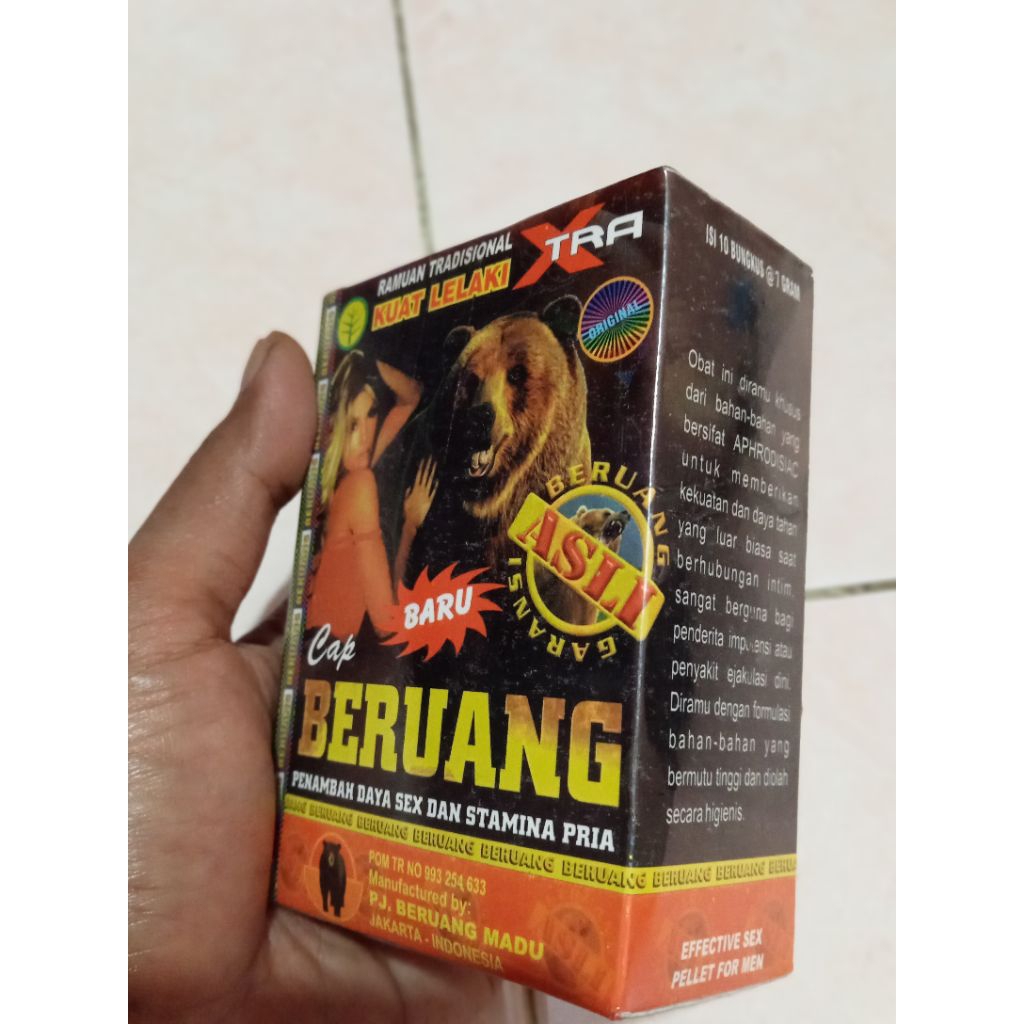 RAMUAN TRADISIONAL
KUAT LELAKI
XTRA
ORIGINAL
BERUANG
ASLI
GARANSI
BARU
Cap
BERUANG
PENAMBAH DAYA SEX DAN STAMINA PRIA
BERUANG BERUANG BERUANG BERUANG BERUANG BERUANG
POM TR NO 993 254 633
Manufactured by:
PJ. BERUANG MADU
JAKARTA - INDONESIA
ISI 10 BUNGKUS @ 1 GRAM
Obat ini diramu khusus
dari bahan-bahan yang
bersifat APHRODISIAC
untuk memberikan
kekuatan dan daya tahan
yang luar biasa saat
berhubungan intim,
sangat berguna bagi
penderita impotensi atau
penyakit ejakulasi dini.
Diramu dengan formulasi
bahan-bahan yang
bermutu tinggi dan diolah
secara higienis.
BERUANG BERUANG BERUANG
EFFECTIVE SEX
PELLET FOR MEN